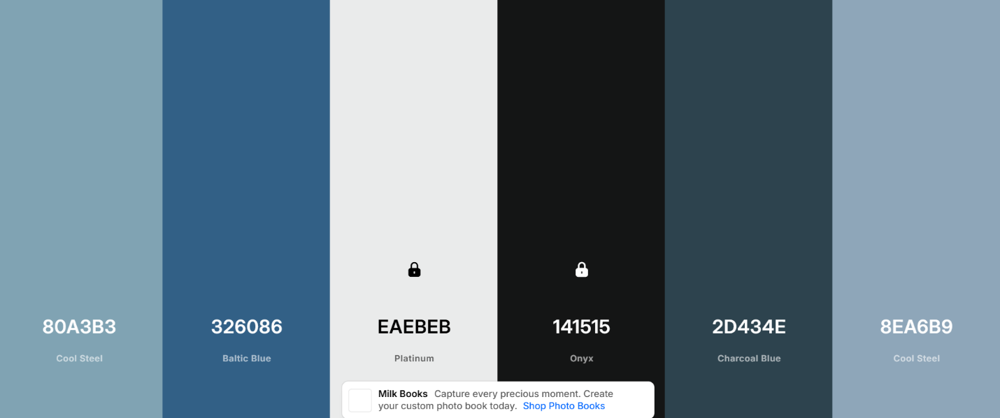 80A3B3
Cool Steel
326086
Baltic Blue
EAEBEB
Platinum
141515
Onyx
2D434E
Charcoal Blue
8EA6B9
Cool Steel
Milk Books Capture every precious moment. Create
your custom photo book today. Shop Photo Books